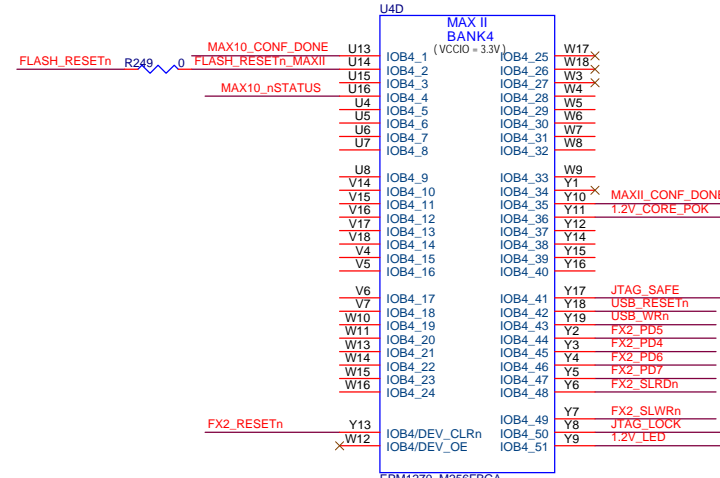 U4D
MAX II
BANK4
( VCCIO = 3.3V )
FLASH_RESETn R249 0 FLASH_RESETn_MAXII
MAX10_CONF_DONE U13 IOB4_1 IOB4_25 W17
U14 IOB4_2 IOB4_26 W18
U15 IOB4_3 IOB4_27 W3
MAX10_nSTATUS U16 IOB4_4 IOB4_28 W4
U4 IOB4_5 IOB4_29 W5
U5 IOB4_6 IOB4_30 W6
U6 IOB4_7 IOB4_31 W7
U7 IOB4_8 IOB4_32 W8
U8 IOB4_9 IOB4_33 W9
V14 IOB4_10 IOB4_34 Y1
V15 IOB4_11 IOB4_35 Y10 MAXII_CONF_DONE
V16 IOB4_12 IOB4_36 Y11 1.2V_CORE_POK
V17 IOB4_13 IOB4_37 Y12
V18 IOB4_14 IOB4_38 Y14
V4 IOB4_15 IOB4_39 Y15
V5 IOB4_16 IOB4_40 Y16
V6 IOB4_17 IOB4_41 Y17 JTAG_SAFE
V7 IOB4_18 IOB4_42 Y18 USB_RESETn
W10 IOB4_19 IOB4_43 Y19 USB_WRn
W11 IOB4_20 IOB4_44 Y2 FX2_PD5
W13 IOB4_21 IOB4_45 Y3 FX2_PD4
W14 IOB4_22 IOB4_46 Y4 FX2_PD6
W15 IOB4_23 IOB4_47 Y5 FX2_PD7
W16 IOB4_24 IOB4_48 Y6 FX2_SLRDn
IOB4_49 Y7 FX2_SLWRn
FX2_RESETn Y13 IOB4/DEV_CLRn IOB4_50 Y8 JTAG_LOCK
W12 IOB4/DEV_OE IOB4_51 Y9 1.2V_LED